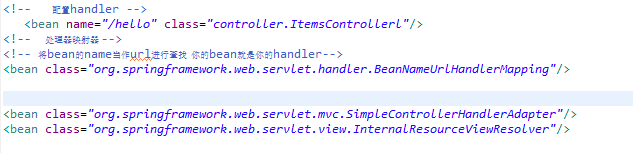 <!-- 配置handler -->
<bean name="/hello" class="controller.ItemsControllerl"/>
<!-- 处理器映射器 -->
<!-- 将bean的name当作url进行查找 你的bean就是你的handler-->
<bean class="org.springframework.web.servlet.handler.BeanNameUrlHandlerMapping"/>
<bean class="org.springframework.web.servlet.mvc.SimpleControllerHandlerAdapter"/>
<bean class="org.springframework.web.servlet.view.InternalResourceViewResolver"/>